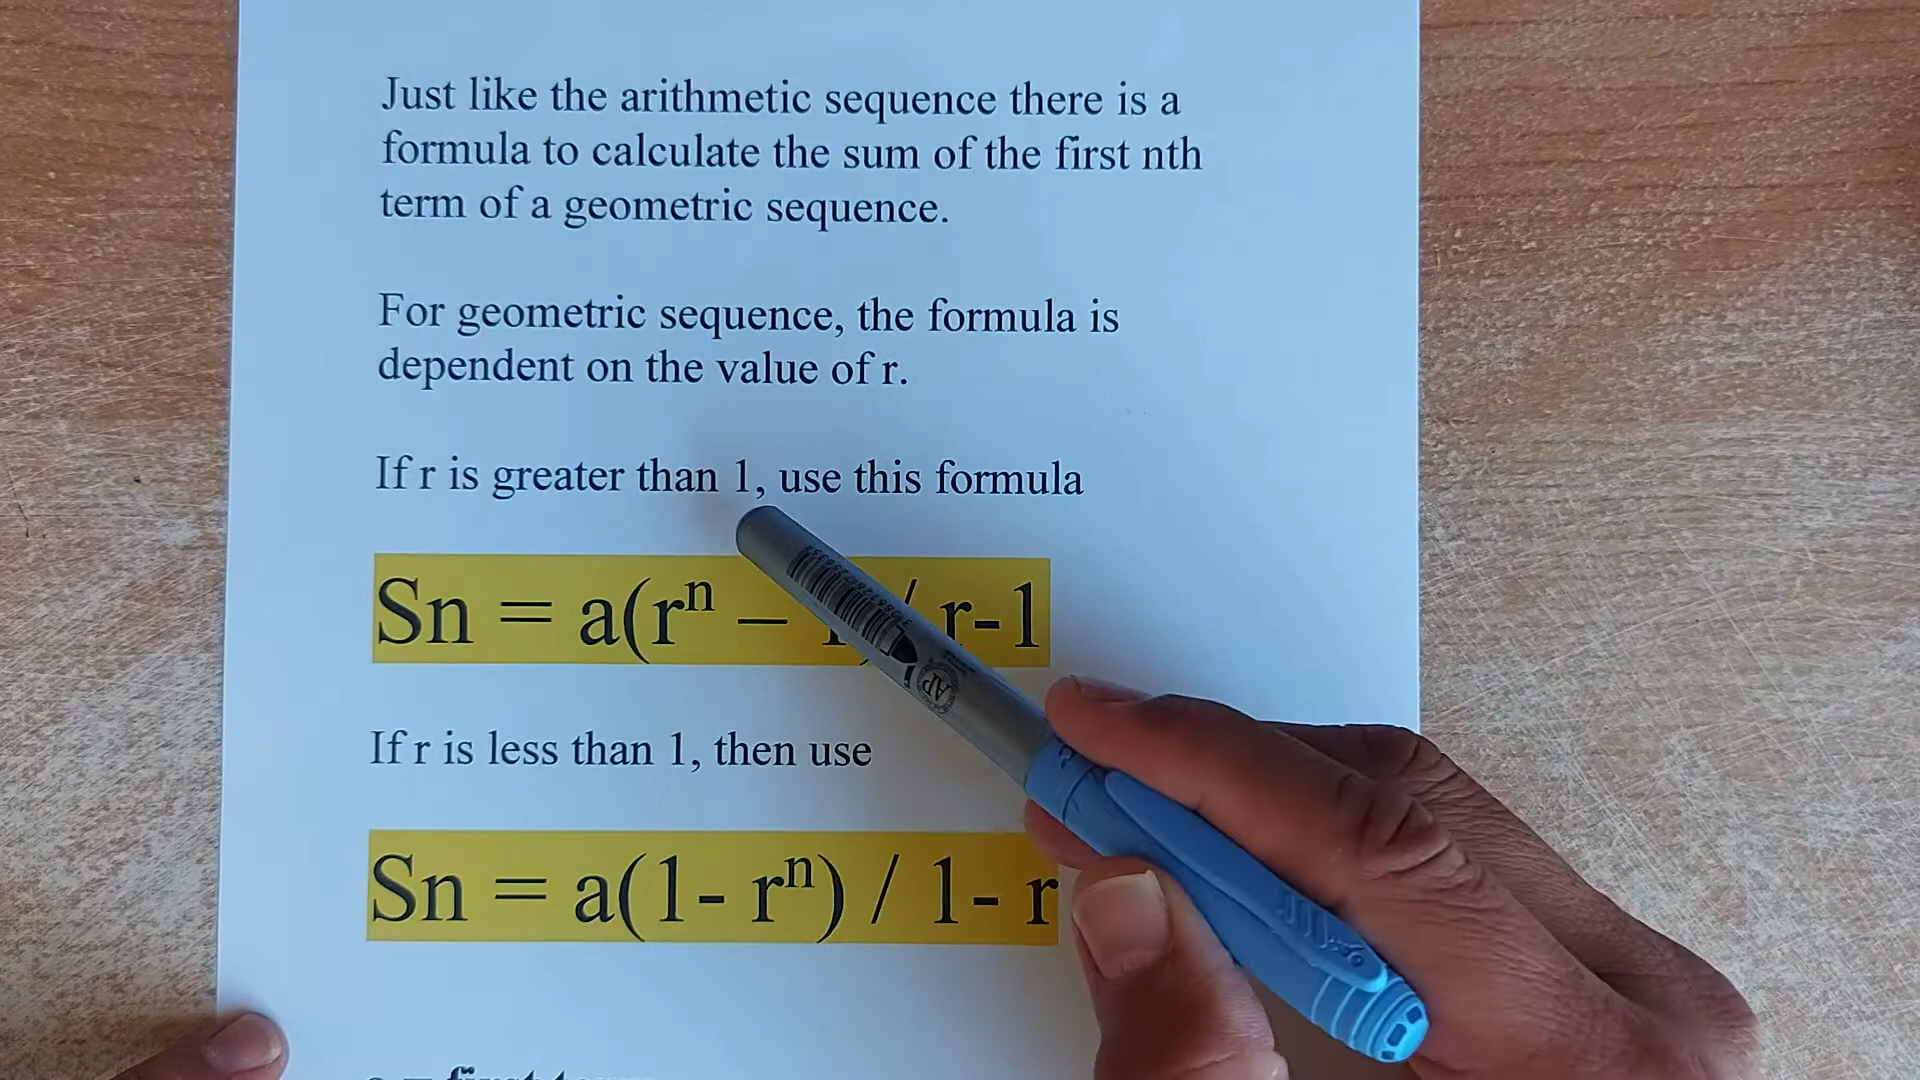 Just like the arithmetic sequence there is a
formula to calculate the sum of the first nth
term of a geometric sequence.
For geometric sequence, the formula is
dependent on the value of r.
If r is greater than 1, use this formula
Sn = a(rⁿ – / r-1
If r is less than 1, then use
Sn = a(1- rⁿ) / 1- r
AP